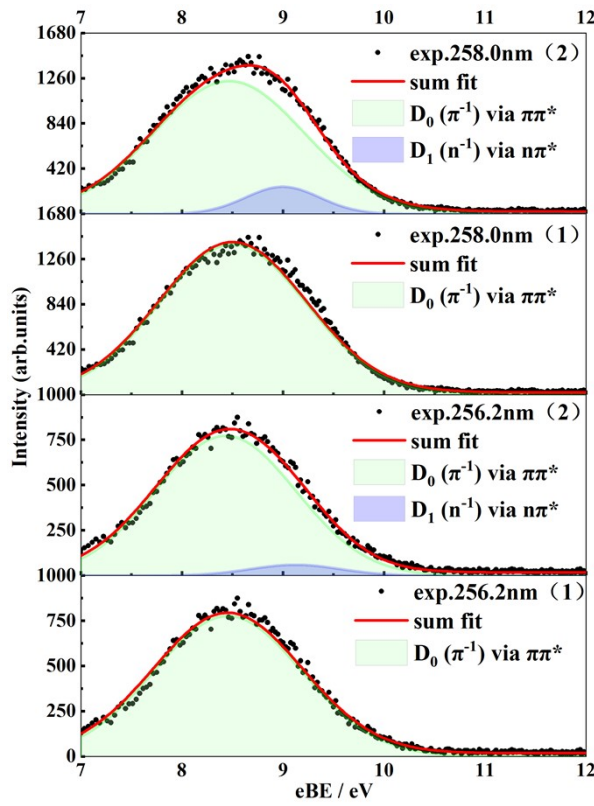 7 8 9 10 11 12
1680
1260
840
420
exp.258.0nm（2）
sum fit
D₀ (π⁻¹) via ππ*
D₁ (n⁻¹) via nπ*
1680
1260
840
420
exp.258.0nm（1）
sum fit
D₀ (π⁻¹) via ππ*
Intensity (arb.units)
1000
750
500
250
exp.256.2nm（2）
sum fit
D₀ (π⁻¹) via ππ*
D₁ (n⁻¹) via nπ*
1000
750
500
250
0
exp.256.2nm（1）
sum fit
D₀ (π⁻¹) via ππ*
7 8 9 10 11 12
eBE / eV